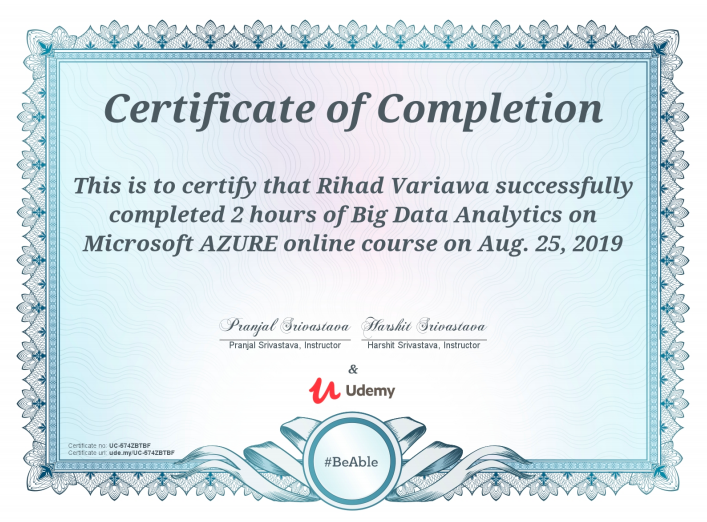 Certificate of Completion
This is to certify that Rihad Variawa successfully
completed 2 hours of Big Data Analytics on
Microsoft AZURE online course on Aug. 25, 2019
Pranjal Srivastava Harshit Srivastava
Pranjal Srivastava, Instructor Harshit Srivastava, Instructor
&
Udemy
Certificate no: UC-674ZBTBF
Certificate url: ude.my/UC-674ZBTBF
#BeAble